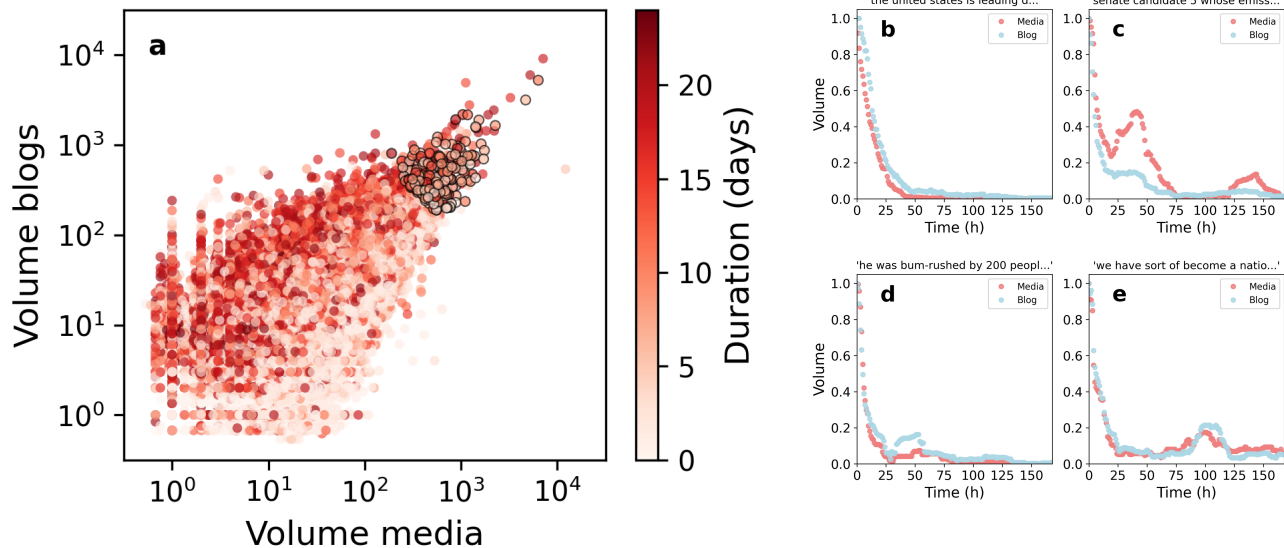 a
10⁴
10³
10²
10¹
10⁰
Volume blogs
10⁰ 10¹ 10² 10³ 10⁴
Volume media
20
15
10
5
0
Duration (days)
'the united states is leading d...'
b
Media
Blog
1.0
0.8
0.6
0.4
0.2
0.0
Volume
0 25 50 75 100 125 150
Time (h)
'senate candidate 5 whose emiss...'
c
Media
Blog
1.0
0.8
0.6
0.4
0.2
0.0
0 25 50 75 100 125 150
Time (h)
'he was bum-rushed by 200 peopl...'
d
Media
Blog
1.0
0.8
0.6
0.4
0.2
0.0
Volume
0 25 50 75 100 125 150
Time (h)
'we have sort of become a natio...'
e
Media
Blog
1.0
0.8
0.6
0.4
0.2
0.0
0 25 50 75 100 125 150
Time (h)